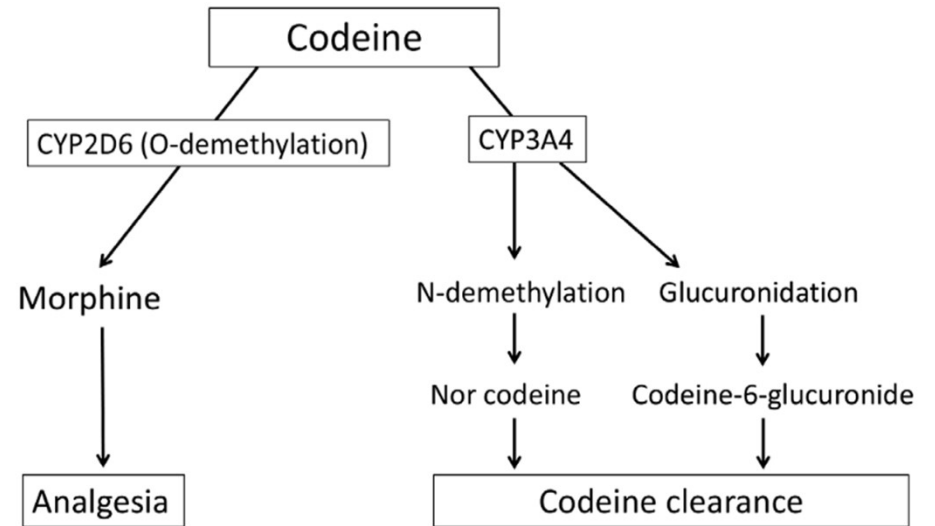 Codeine
CYP2D6 (O-demethylation)
CYP3A4
Morphine
N-demethylation
Glucuronidation
Nor codeine
Codeine-6-glucuronide
Analgesia
Codeine clearance